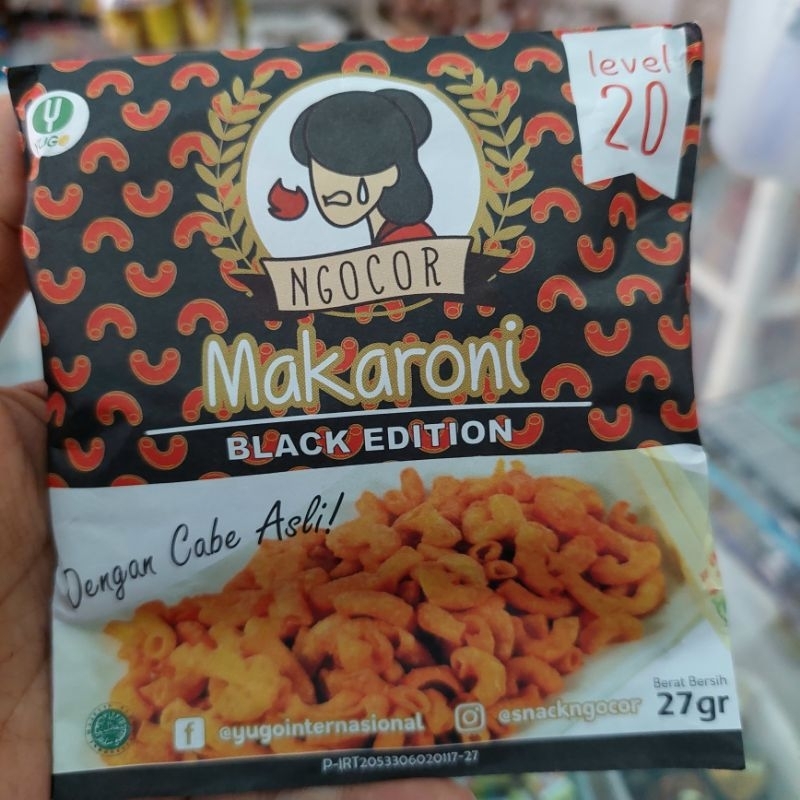 level
20
YUGO
NGOCOR
Makaroni
BLACK EDITION
Dengan Cabe Asli!
Berat Bersih
27gr
@yugointernasional
@snackngocor
P-IRT2053306020117-27